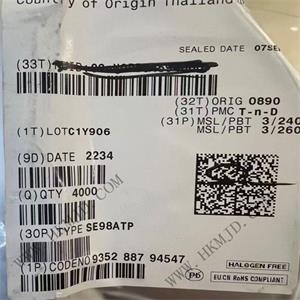 Country of Origin Thailand
SEALED DATE 07SE
(33T)
(32T) ORIG 0890
(31T) PMC T-n-D
(31P) MSL/PBT 3/240
MSL/PBT 3/260
(1T) LOTC1Y906
(9D) DATE 2234
(Q) QTY 4000
(30P) TYPE SE98ATP
(1P) CODENO 9352 887 94547
HALOGEN FREE
Pb
EU/CN RoHS COMPLIANT
WWW.HKMJD.